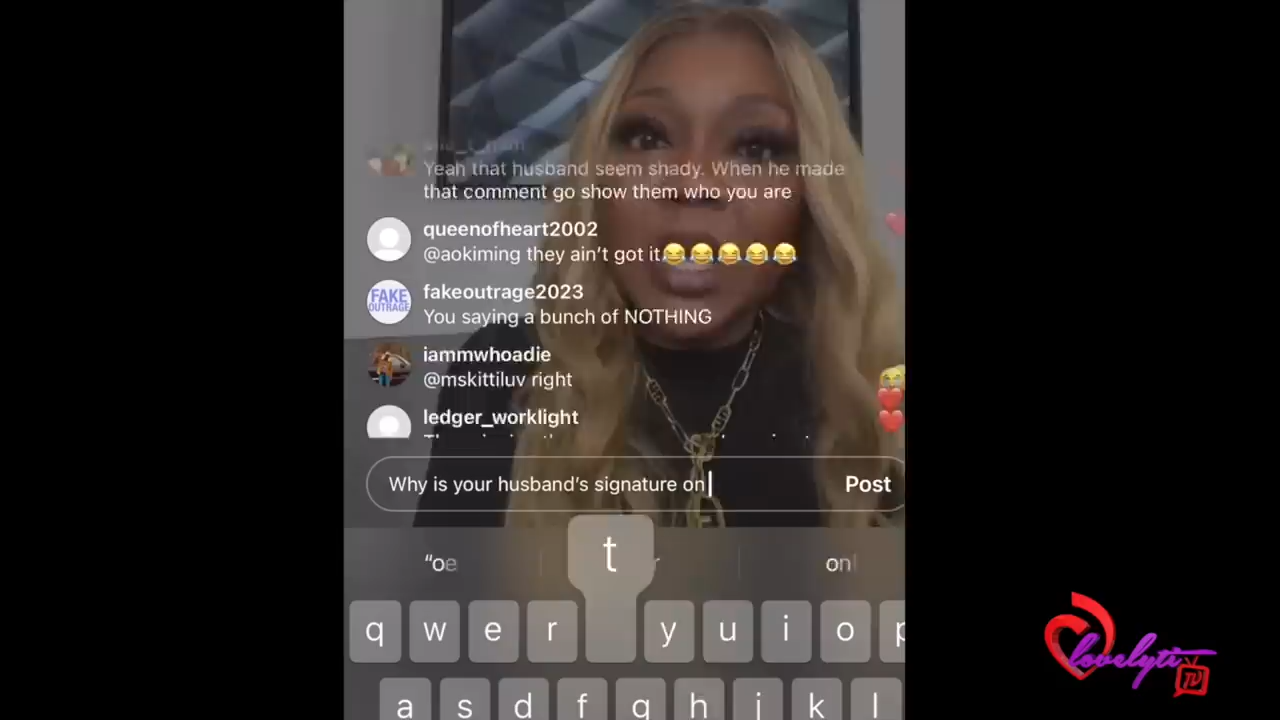 Yeah that husband seem shady. When he made
that comment go show them who you are
queenofheart2002
@aokiming they ain't got it😂😂😂😂😂
fakeoutrage2023
FAKE
OUTRAGE
You saying a bunch of NOTHING
iammwhoadie
@mskittiluv right
ledger_worklight
Why is your husband's signature on
Post
t
“oe
on
q w e r y u i o p
a s d f g h j k l
lovelyti
TV